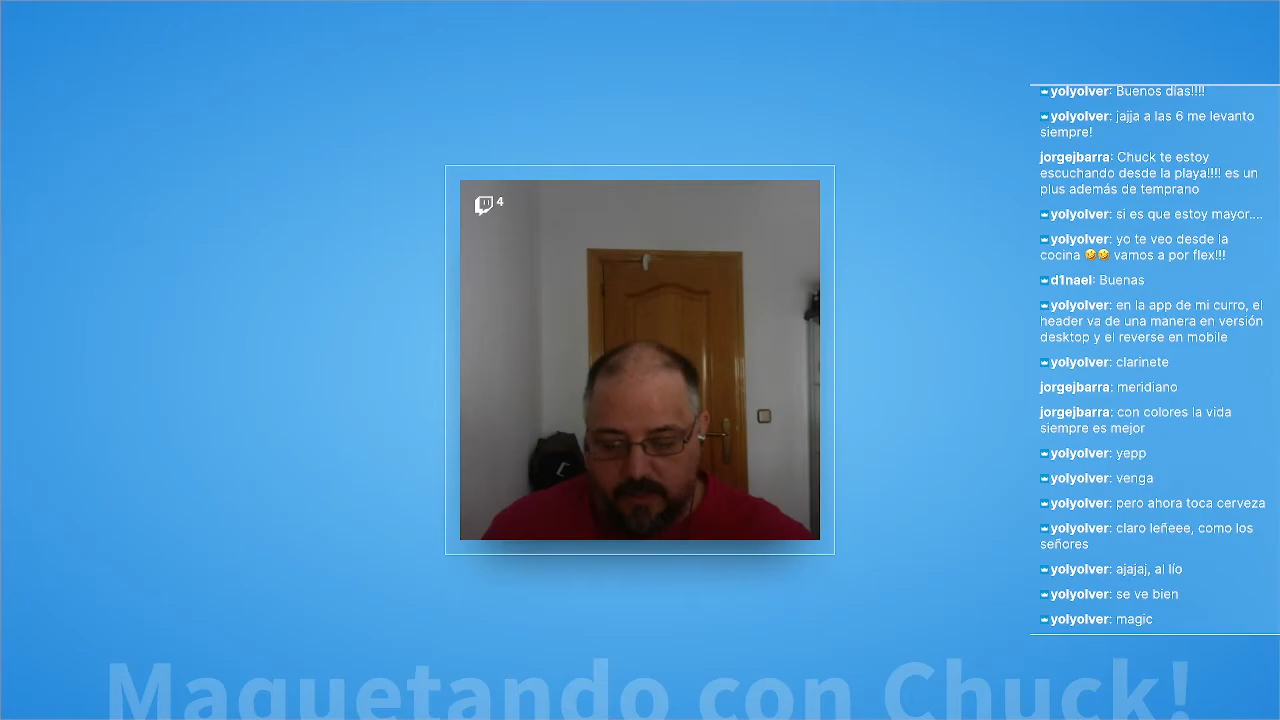 4
yolyolver: Buenos días!!!!
yolyolver: jajja a las 6 me levanto
siempre!
jorgejbarra: Chuck te estoy
escuchando desde la playa!!!! es un
plus además de temprano
yolyolver: si es que estoy mayor....
yolyolver: yo te veo desde la
cocina 🤣🤣 vamos a por flex!!!
d1nael: Buenas
yolyolver: en la app de mi curro, el
header va de una manera en versión
desktop y el reverse en mobile
yolyolver: clarinete
jorgejbarra: meridiano
jorgejbarra: con colores la vida
siempre es mejor
yolyolver: yepp
yolyolver: venga
yolyolver: pero ahora toca cerveza
yolyolver: claro leñeee, como los
señores
yolyolver: ajajaj, al lío
yolyolver: se ve bien
yolyolver: magic
Maquetando con Chuck!